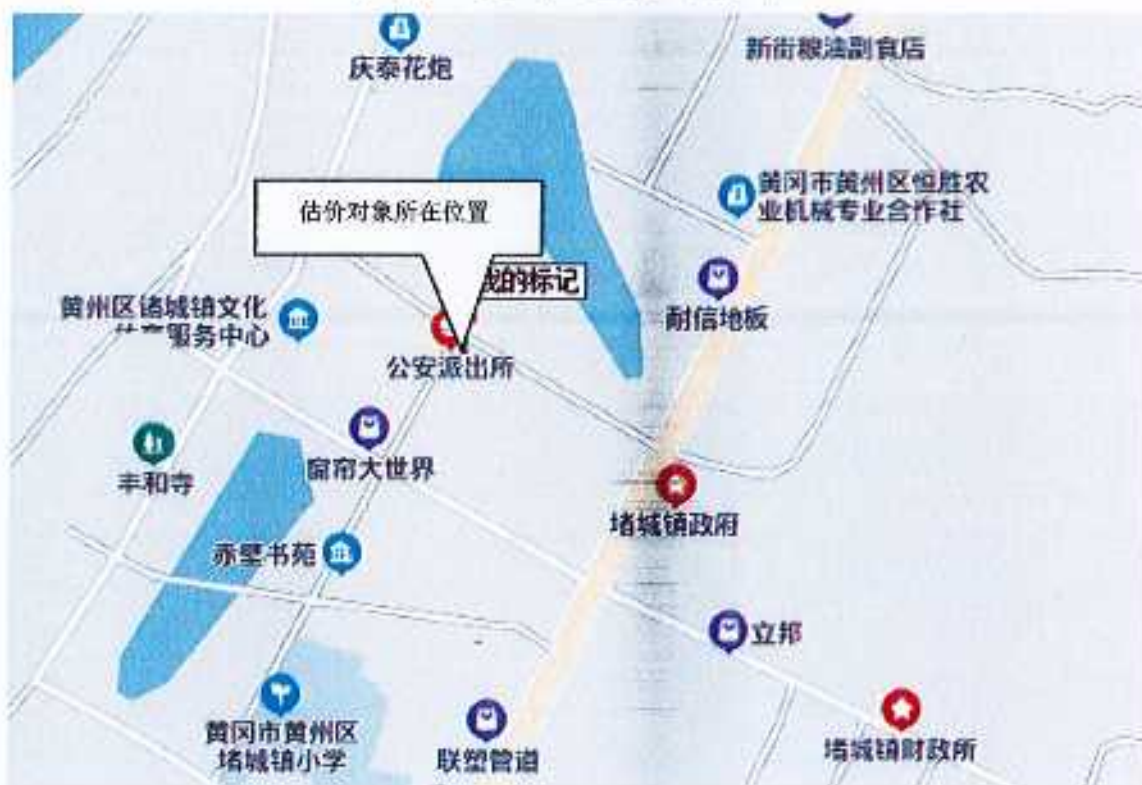 庆泰花炮
新街粮油副食店
黄冈市黄州区恒胜农
业机械专业合作社
估价对象所在位置
我的标记
耐信地板
黄州区堵城镇文化
服务中心
公安派出所
丰和寺
窗帘大世界
堵城镇政府
赤壁书苑
立邦
黄冈市黄州区
堵城镇小学
联塑管道
堵城镇财政所